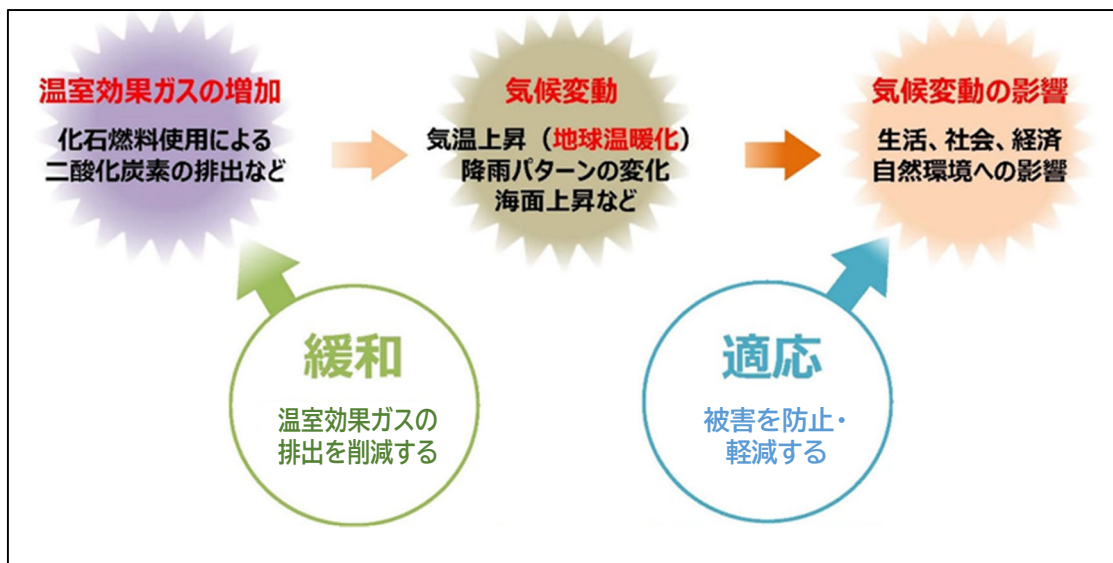 温室効果ガスの増加
化石燃料使用による
二酸化炭素の排出など
気候変動
気温上昇（地球温暖化）
降雨パターンの変化
海面上昇など
気候変動の影響
生活、社会、経済
自然環境への影響
緩和
温室効果ガスの
排出を削減する
適応
被害を防止・
軽減する